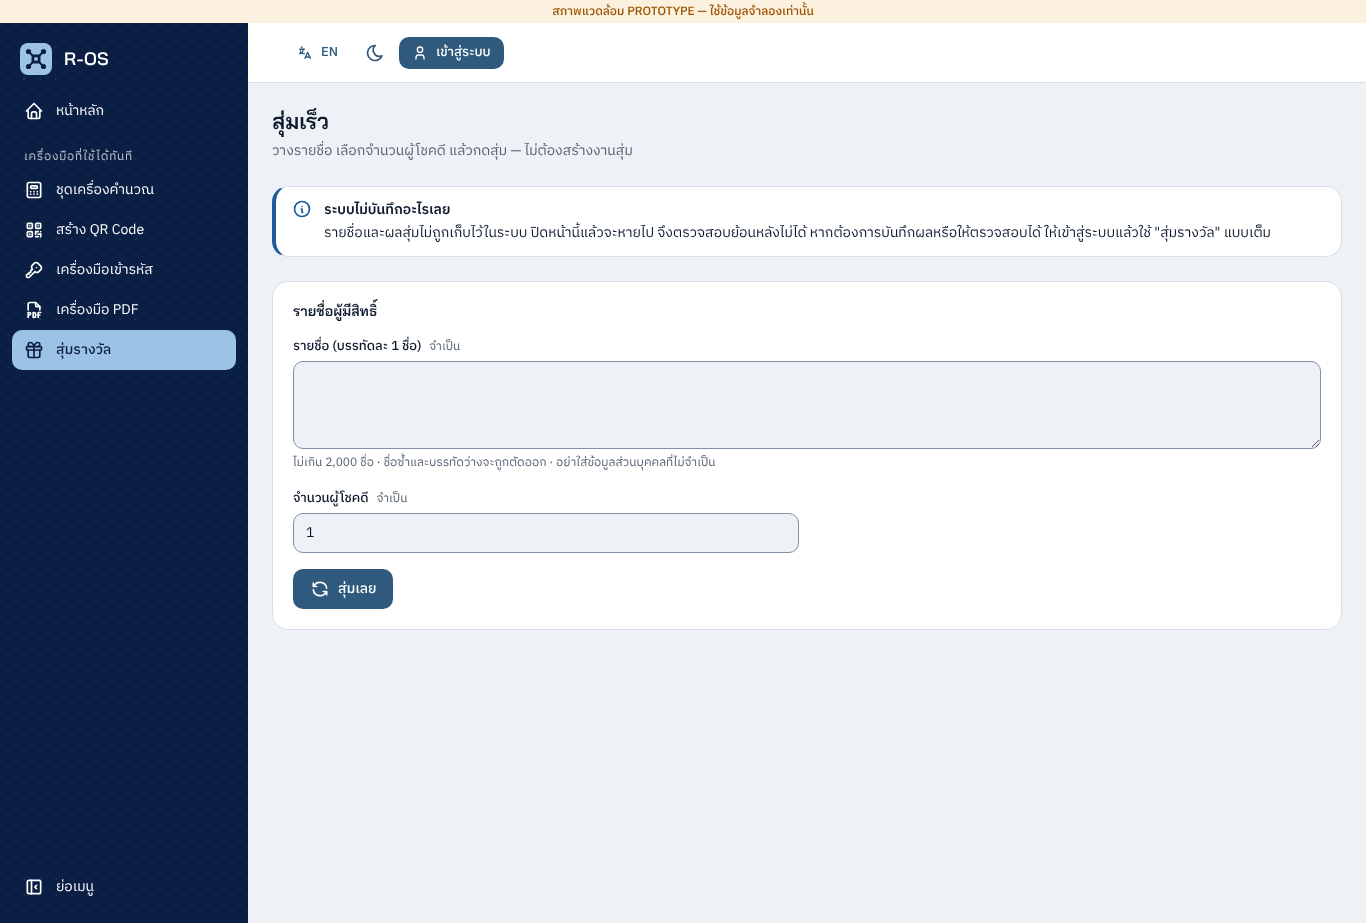 สภาพแวดล้อม PROTOTYPE — ใช้ข้อมูลจำลองเท่านั้น
R-OS
หน้าหลัก
เครื่องมือที่ใช้ได้ทันที
ชุดเครื่องคำนวณ
สร้าง QR Code
เครื่องมือเข้ารหัส
PDF
เครื่องมือ PDF
สุ่มรางวัล
ย่อเมนู
EN
เข้าสู่ระบบ
สุ่มเร็ว
วางรายชื่อ เลือกจำนวนผู้โชคดี แล้วกดสุ่ม — ไม่ต้องสร้างงานสุ่ม
ระบบไม่บันทึกอะไรเลย
รายชื่อและผลสุ่มไม่ถูกเก็บไว้ในระบบ ปิดหน้านี้แล้วจะหายไป จึงตรวจสอบย้อนหลังไม่ได้ หากต้องการบันทึกผลหรือให้ตรวจสอบได้ ให้เข้าสู่ระบบแล้วใช้ "สุ่มรางวัล" แบบเต็ม
รายชื่อผู้มีสิทธิ์
รายชื่อ (บรรทัดละ 1 ชื่อ) จำเป็น
ไม่เกิน 2,000 ชื่อ · ชื่อซ้ำและบรรทัดว่างจะถูกตัดออก · อย่าใส่ข้อมูลส่วนบุคคลที่ไม่จำเป็น
จำนวนผู้โชคดี จำเป็น
1
สุ่มเลย